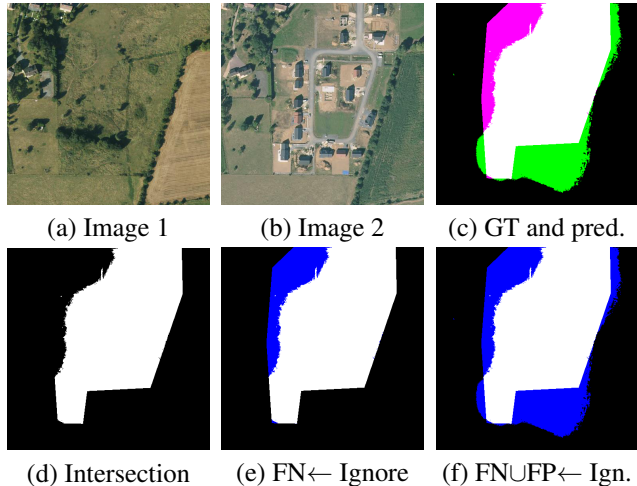 (a) Image 1
(b) Image 2
(c) GT and pred.
(d) Intersection
(e) FN← Ignore
(f) FN∪FP← Ign.